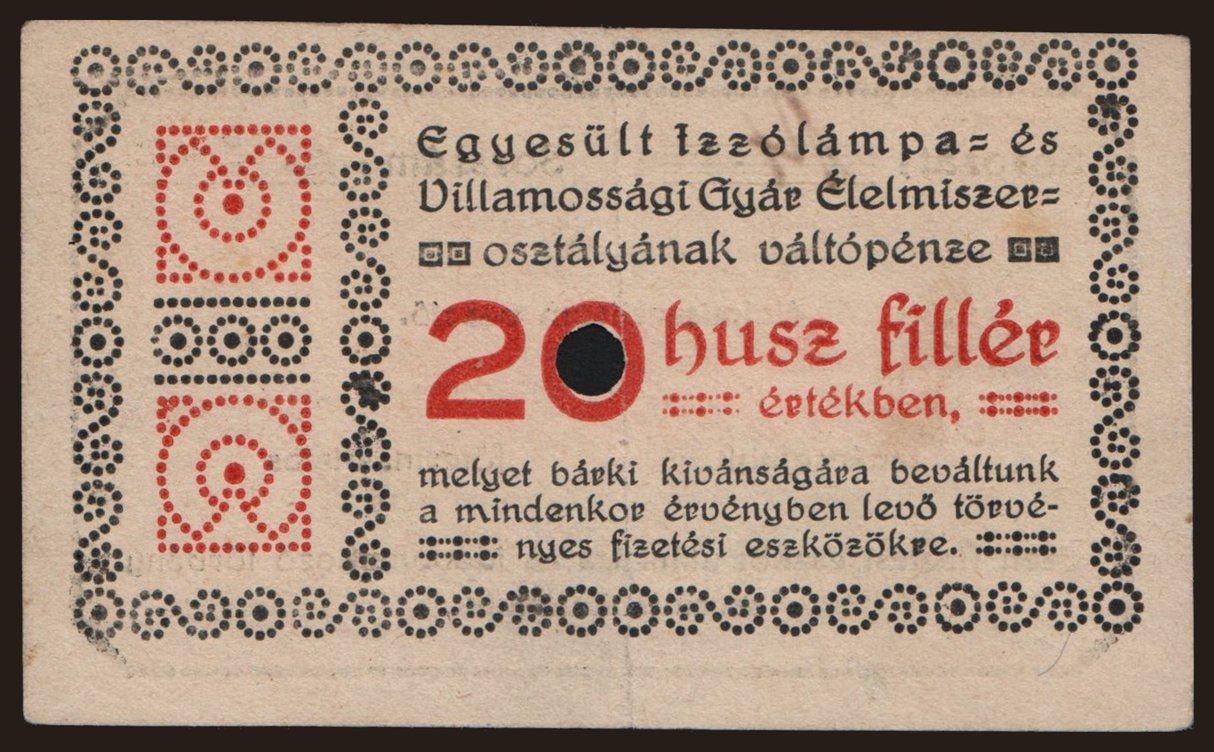 Egyesült Izzólámpa- és
Villamossági Gyár Élelmiszer-
osztályának váltópénze
20 husz fillér
értékben,
melyet bárki kivánságára beváltunk
a mindenkor érvényben levő törvé-
nyes fizetési eszközökre.